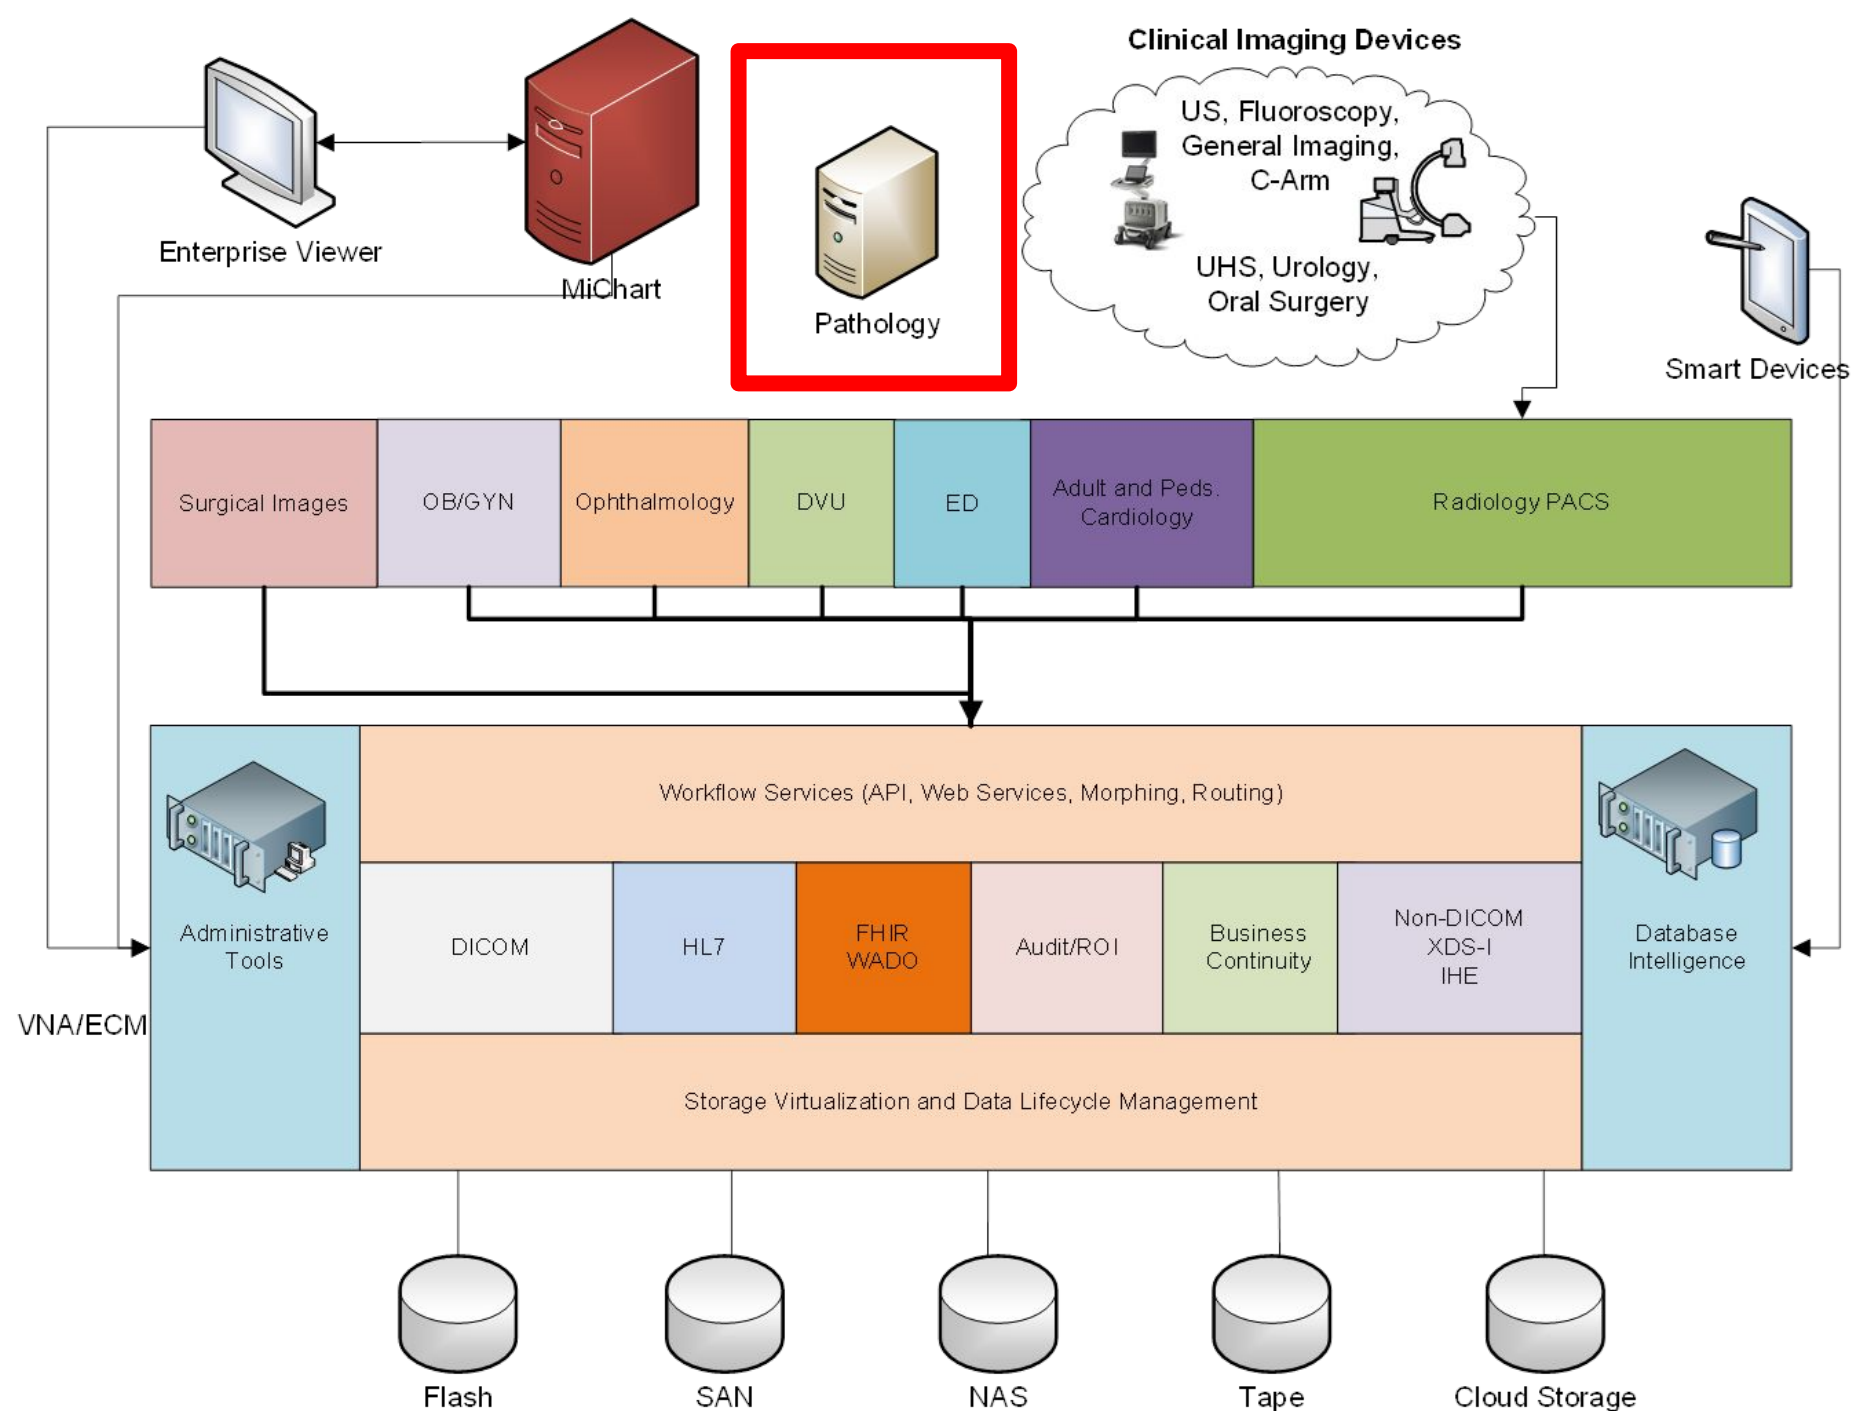 Clinical Imaging Devices
US, Fluoroscopy,
General Imaging,
C-Arm
UHS, Urology,
Oral Surgery
Enterprise Viewer
MiChart
Pathology
Smart Devices
Surgical Images
OB/GYN
Ophthalmology
DVU
ED
Adult and Peds.
Cardiology
Radiology PACS
Workflow Services (API, Web Services, Morphing, Routing)
Administrative
Tools
DICOM
HL7
FHIR
WADO
Audit/ROI
Business
Continuity
Non-DICOM
XDS-I
IHE
Database
Intelligence
VNA/ECM
Storage Virtualization and Data Lifecycle Management
Flash
SAN
NAS
Tape
Cloud Storage